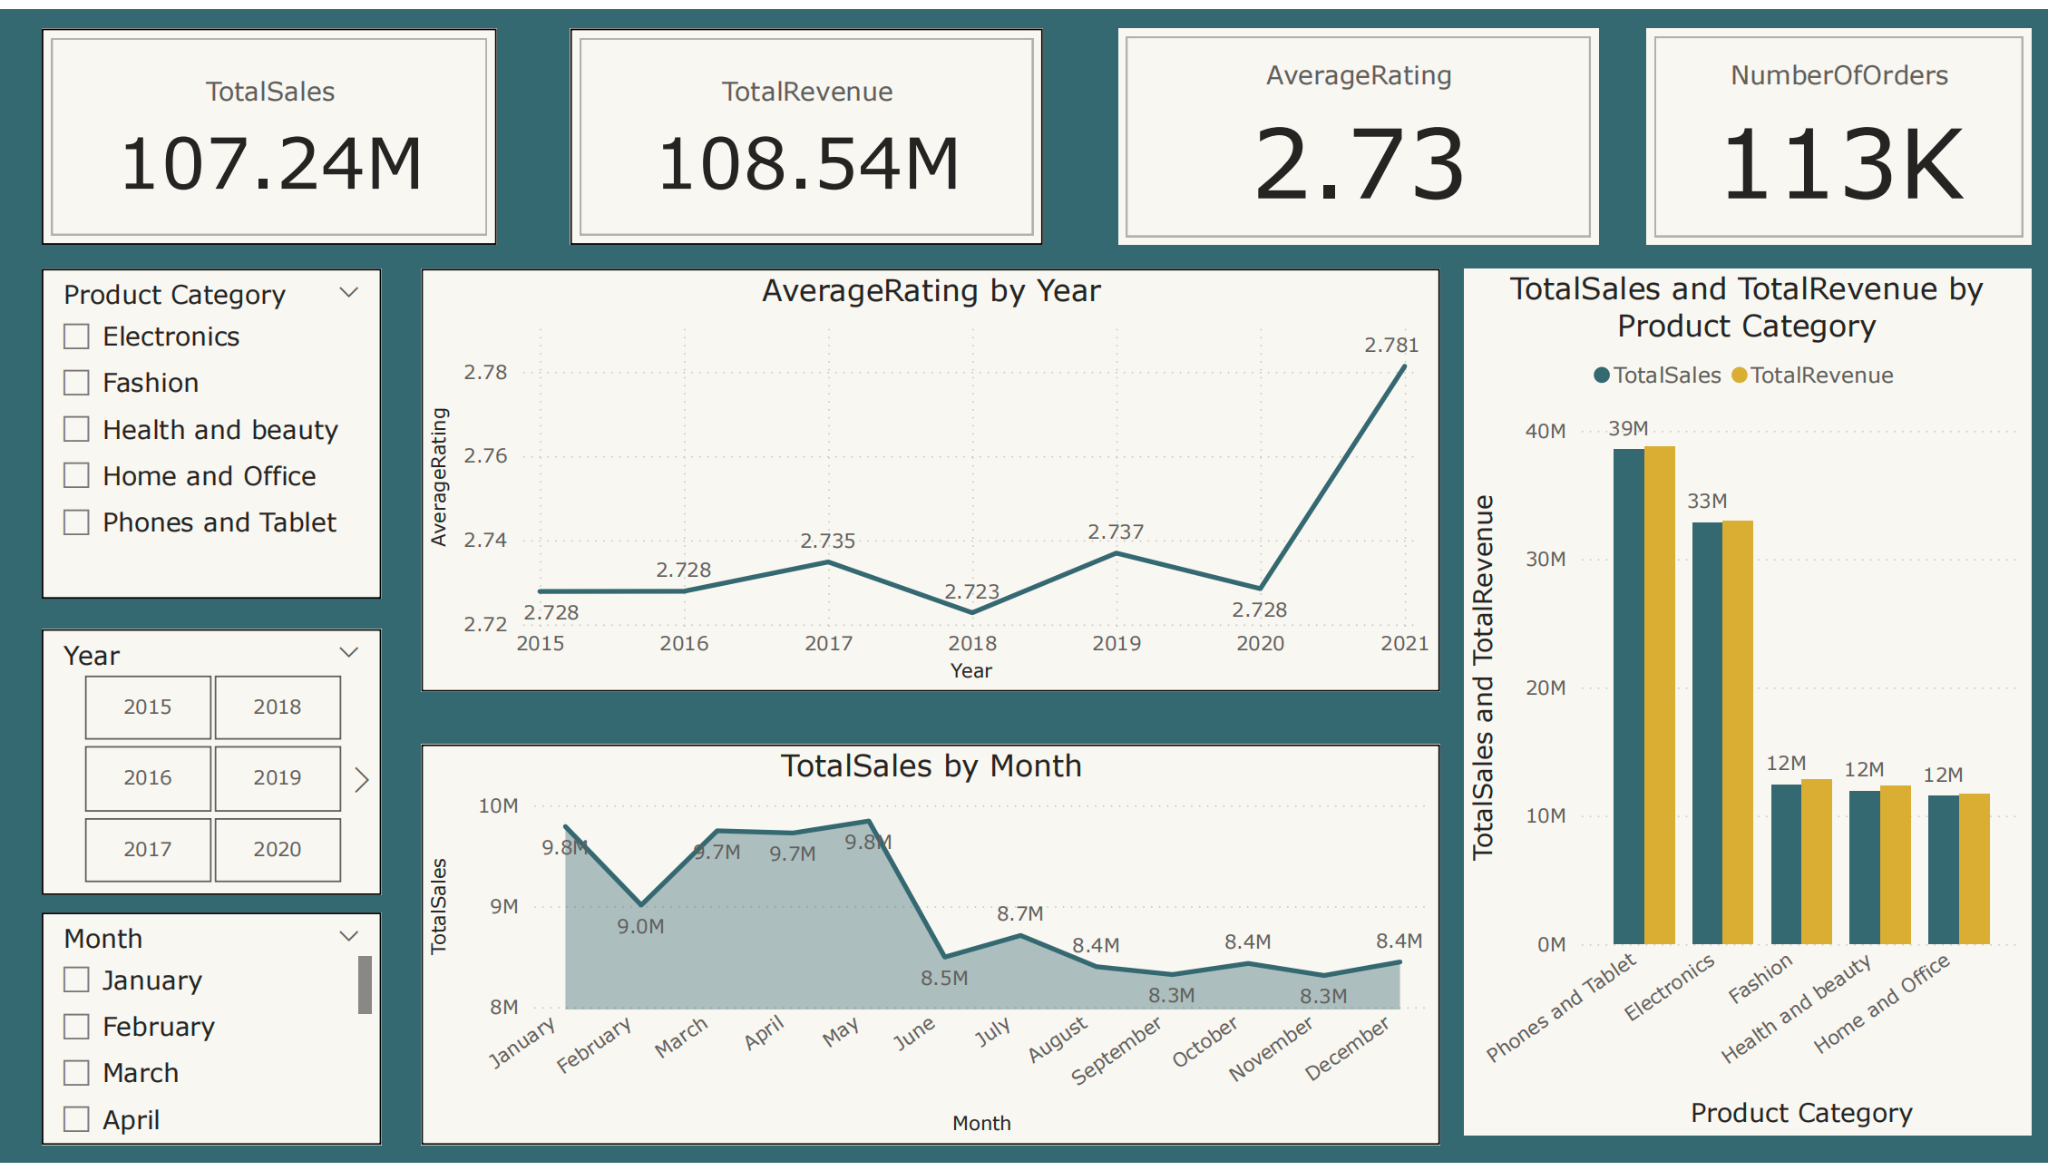 TotalSales
107.24M
TotalRevenue
108.54M
AverageRating
2.73
NumberOfOrders
113K
Product Category
Electronics
Fashion
Health and beauty
Home and Office
Phones and Tablet
Year
2015
2018
2016
2019
2017
2020
Month
January
February
March
April
AverageRating by Year
AverageRating
2.78
2.76
2.74
2.72
2.728
2.728
2.735
2.723
2.737
2.728
2.781
2015
2016
2017
2018
2019
2020
2021
Year
TotalSales by Month
TotalSales
10M
9M
8M
9.8M
9.0M
9.7M
9.7M
9.8M
8.5M
8.7M
8.4M
8.3M
8.4M
8.3M
8.4M
January
February
March
April
May
June
July
August
September
October
November
December
Month
TotalSales and TotalRevenue by
Product Category
TotalSales
TotalRevenue
TotalSales and TotalRevenue
40M
30M
20M
10M
0M
39M
33M
12M
12M
12M
Phones and Tablet
Electronics
Fashion
Health and beauty
Home and Office
Product Category